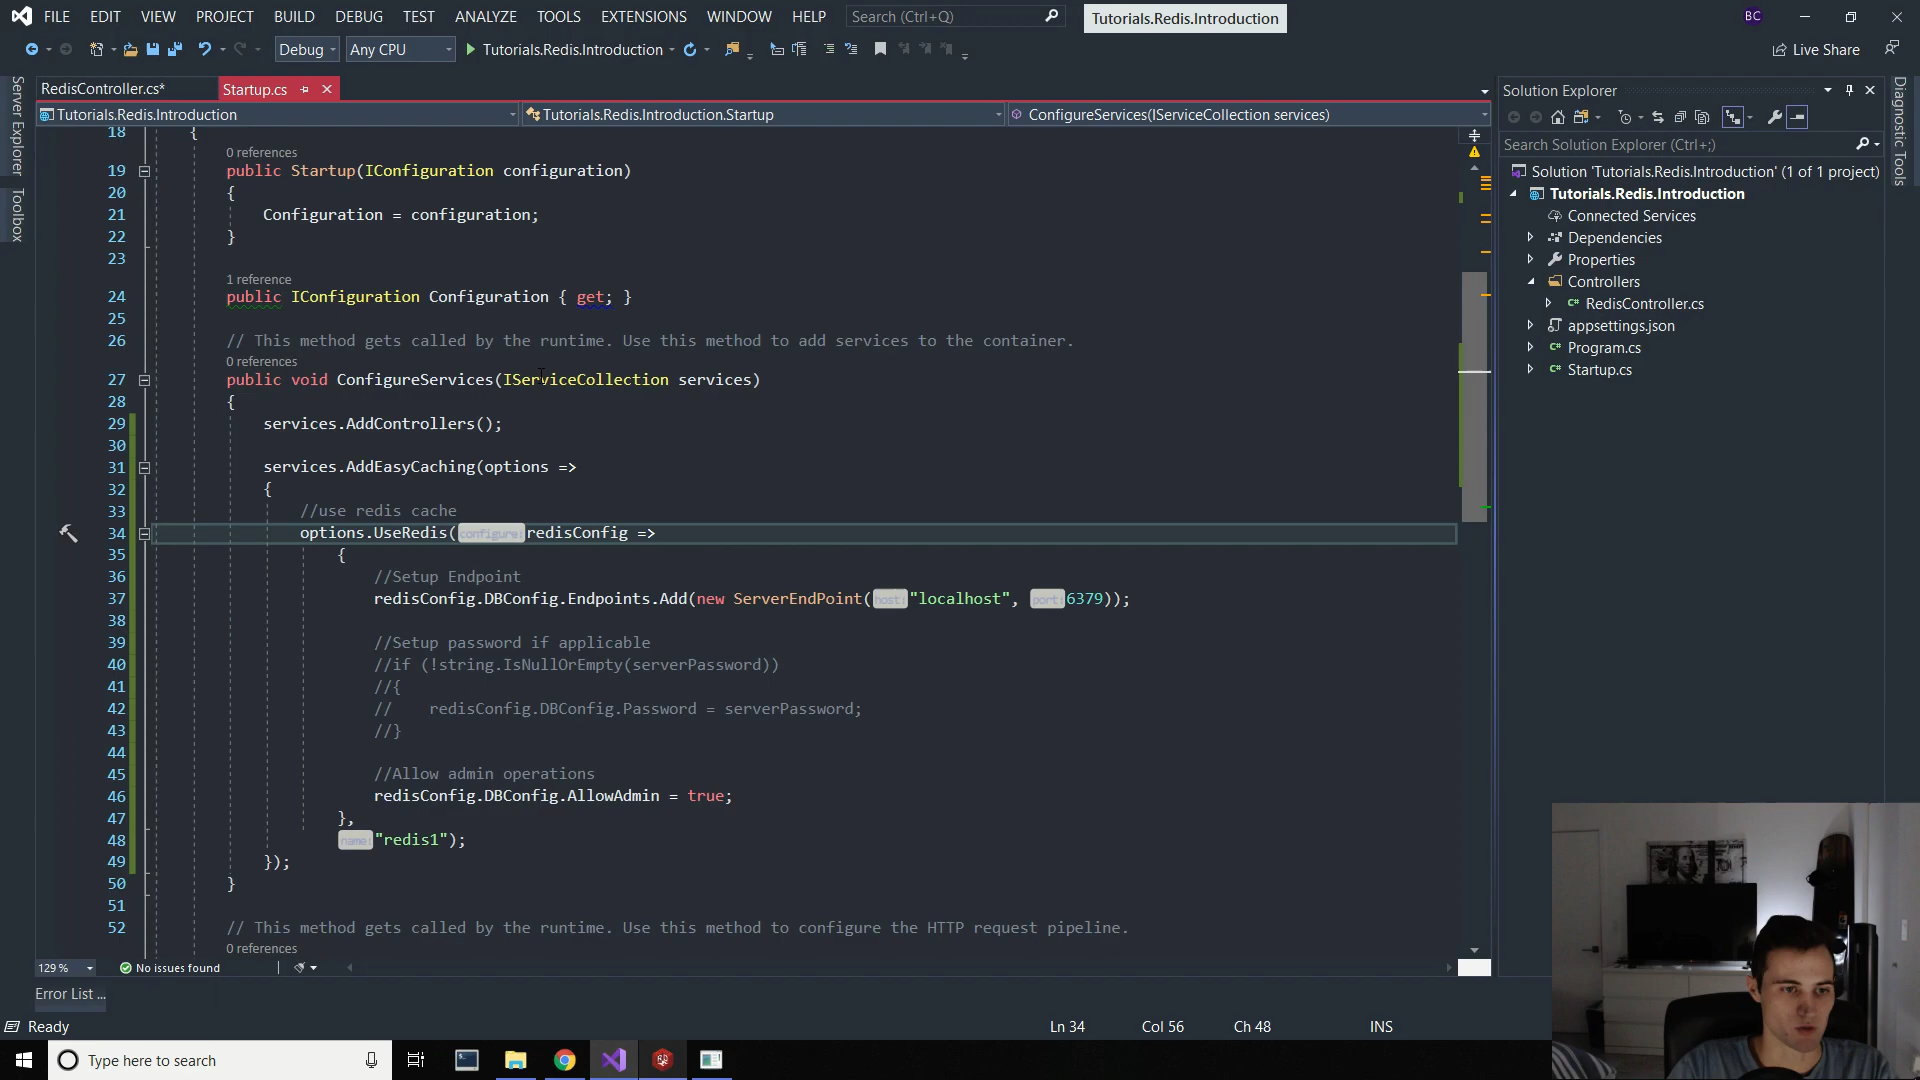 FILE EDIT VIEW PROJECT BUILD DEBUG TEST ANALYZE TOOLS EXTENSIONS WINDOW HELP Search (Ctrl+Q) Tutorials.Redis.Introduction BC
Debug Any CPU Tutorials.Redis.Introduction Live Share
RedisController.cs* Startup.cs
Tutorials.Redis.Introduction Tutorials.Redis.Introduction.Startup ConfigureServices(IServiceCollection services)
Server Explorer
Toolbox
18 {
0 references
19 public Startup(IConfiguration configuration)
20 {
21 Configuration = configuration;
22 }
23
1 reference
24 public IConfiguration Configuration { get; }
25
26 // This method gets called by the runtime. Use this method to add services to the container.
0 references
27 public void ConfigureServices(IServiceCollection services)
28 {
29 services.AddControllers();
30
31 services.AddEasyCaching(options =>
32 {
33 //use redis cache
34 options.UseRedis(configure: redisConfig =>
35 {
36 //Setup Endpoint
37 redisConfig.DBConfig.Endpoints.Add(new ServerEndPoint(host: "localhost", port: 6379));
38
39 //Setup password if applicable
40 //if (!string.IsNullOrEmpty(serverPassword))
41 //{
42 // redisConfig.DBConfig.Password = serverPassword;
43 //}
44
45 //Allow admin operations
46 redisConfig.DBConfig.AllowAdmin = true;
47 },
48 name: "redis1");
49 });
50 }
51
52 // This method gets called by the runtime. Use this method to configure the HTTP request pipeline.
0 references
129 % No issues found
Error List ...
Ready Ln 34 Col 56 Ch 48 INS
Solution Explorer
Search Solution Explorer (Ctrl+;)
Solution 'Tutorials.Redis.Introduction' (1 of 1 project)
Tutorials.Redis.Introduction
Connected Services
Dependencies
Properties
Controllers
C# RedisController.cs
appsettings.json
C# Program.cs
C# Startup.cs
Diagnostic Tools
Type here to search